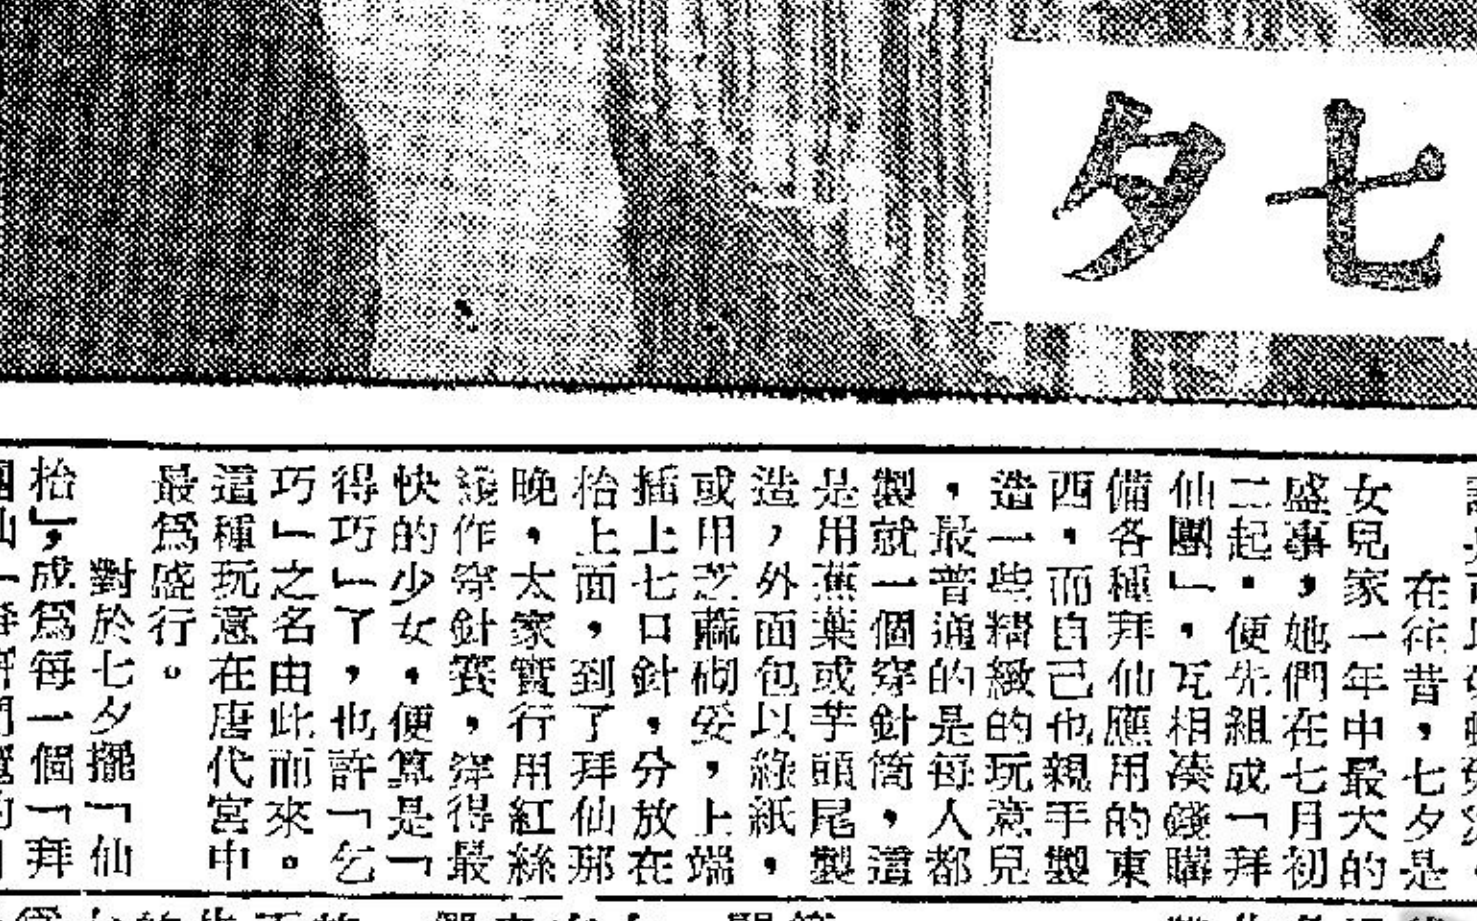 七夕
在往昔，七夕是
女兒家一年中最大的
盛事，她們在七月初
二起，便先組成「拜
仙團」，互相湊錢購
備各種拜仙應用的東
西，而自己也親手製
造一些精緻的玩意兒
，最普通的是每人都
製就一個穿針筒，這
是用蕉葉或芋頭尾製
造，外面包以綠紙，
或用芝蔴砌妥，上端
插上七口針，分放在
枱上面，到了拜仙那
晚，大家實行用紅絲
綫作穿針賽，穿得最
快的少女，便算是「
得巧」了，也許「乞
巧」之名由此而來。
這種玩意在唐代宮中
最爲盛行。
對於七夕擺「仙
枱」，成爲每一個「拜